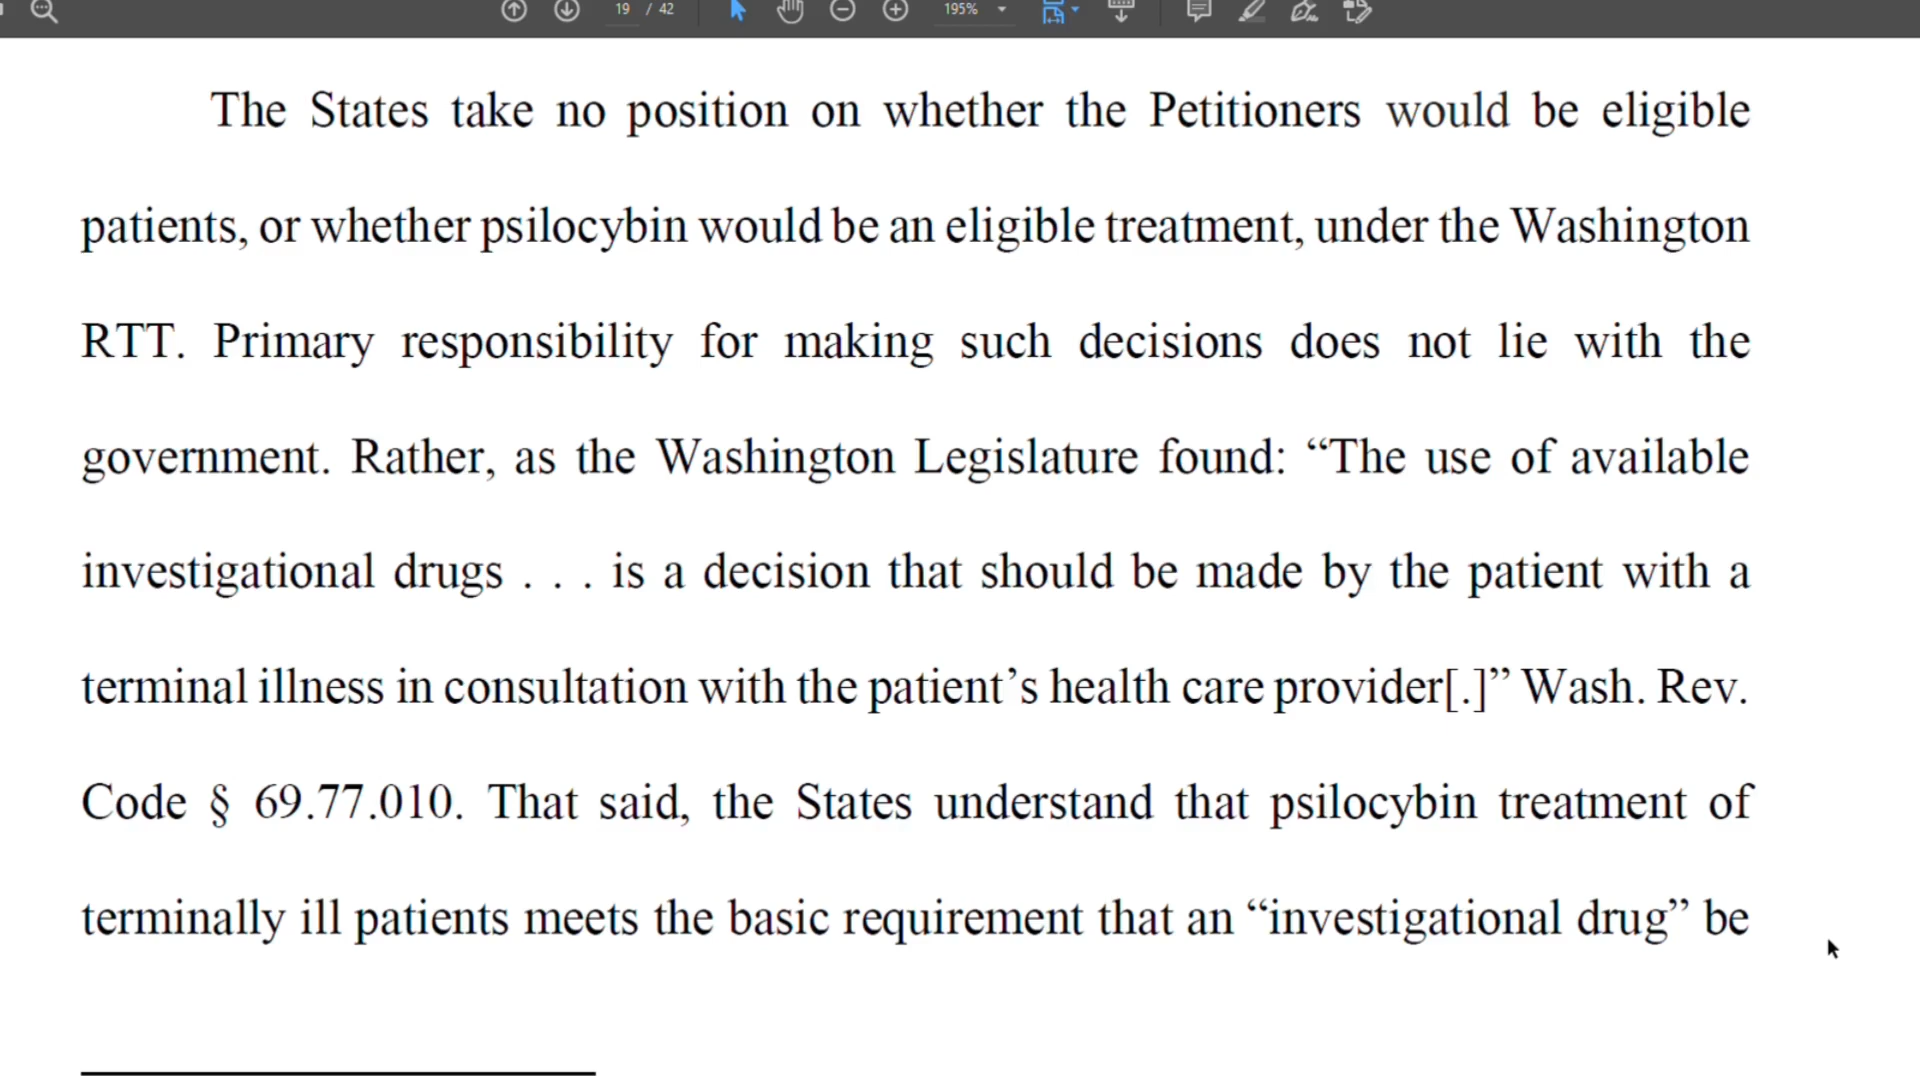 19 / 42 195%
The States take no position on whether the Petitioners would be eligible
patients, or whether psilocybin would be an eligible treatment, under the Washington
RTT. Primary responsibility for making such decisions does not lie with the
government. Rather, as the Washington Legislature found: “The use of available
investigational drugs . . . is a decision that should be made by the patient with a
terminal illness in consultation with the patient’s health care provider[.]” Wash. Rev.
Code § 69.77.010. That said, the States understand that psilocybin treatment of
terminally ill patients meets the basic requirement that an “investigational drug” be